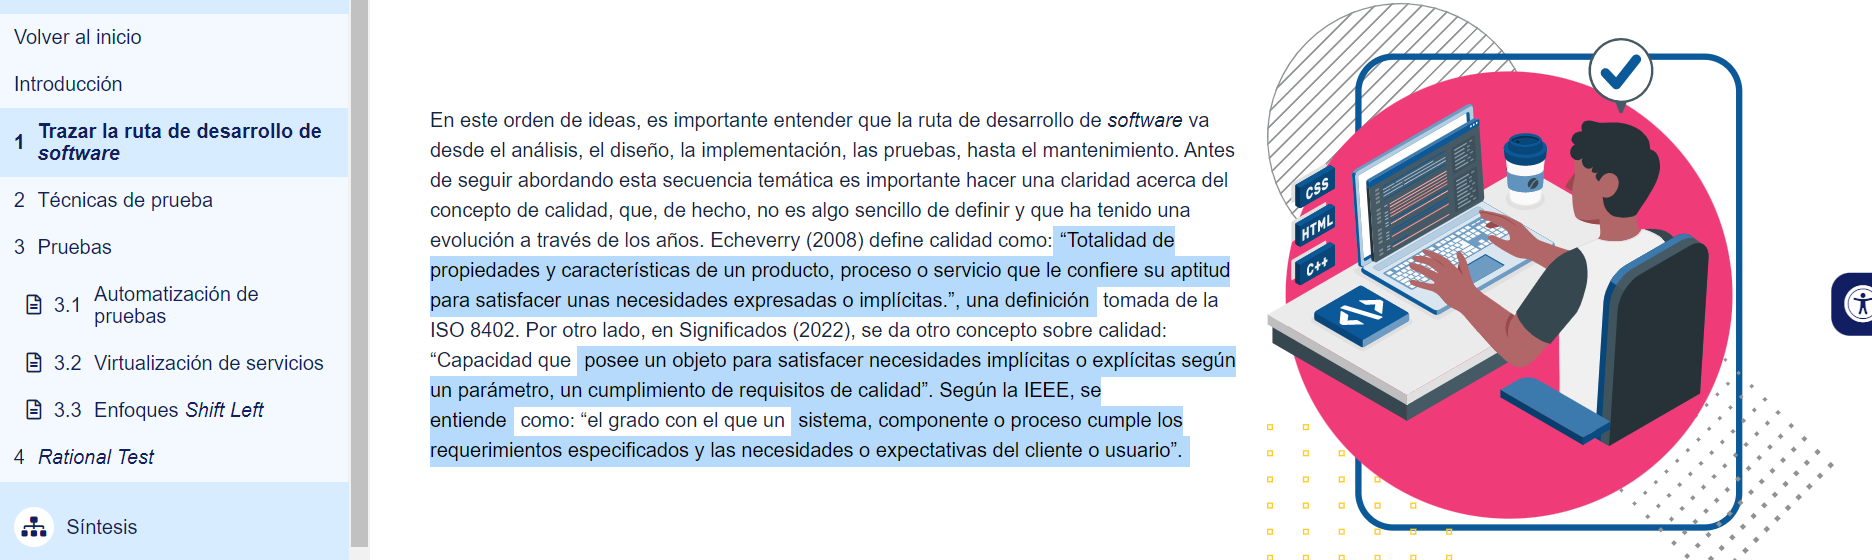 Volver al inicio
Introducción
1 Trazar la ruta de desarrollo de
software
2 Técnicas de prueba
3 Pruebas
3.1 Automatización de
pruebas
3.2 Virtualización de servicios
3.3 Enfoques Shift Left
4 Rational Test
Síntesis
En este orden de ideas, es importante entender que la ruta de desarrollo de software va
desde el análisis, el diseño, la implementación, las pruebas, hasta el mantenimiento. Antes
de seguir abordando esta secuencia temática es importante hacer una claridad acerca del
concepto de calidad, que, de hecho, no es algo sencillo de definir y que ha tenido una
evolución a través de los años. Echeverry (2008) define calidad como: “Totalidad de
propiedades y características de un producto, proceso o servicio que le confiere su aptitud
para satisfacer unas necesidades expresadas o implícitas.”, una definición tomada de la
ISO 8402. Por otro lado, en Significados (2022), se da otro concepto sobre calidad:
“Capacidad que posee un objeto para satisfacer necesidades implícitas o explícitas según
un parámetro, un cumplimiento de requisitos de calidad”. Según la IEEE, se
entiende como: “el grado con el que un sistema, componente o proceso cumple los
requerimientos especificados y las necesidades o expectativas del cliente o usuario”.
CSS
HTML
C++